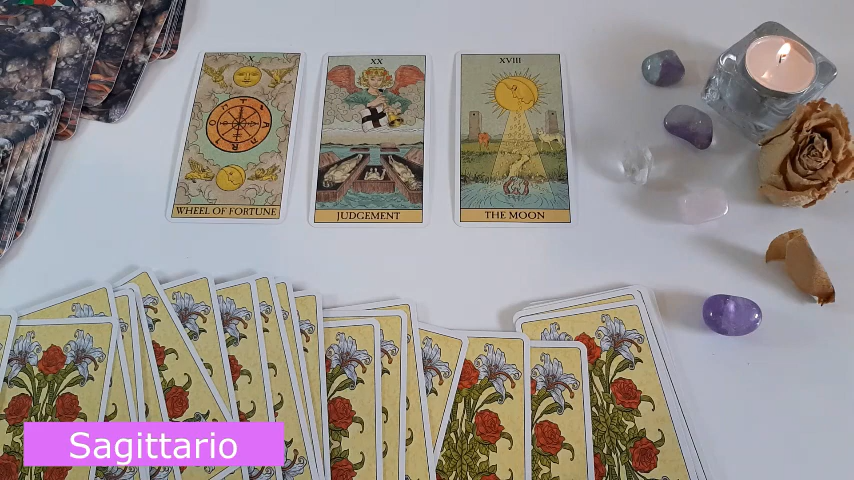 X
WHEEL OF FORTUNE
XX
JUDGEMENT
XVIII
THE MOON
Sagittario